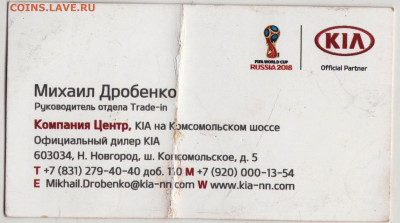 COINS.LAVE.RU
FIFA WORLD CUP
RUSSIA 2018
KIA
Official Partner
Михаил Дробенко
Руководитель отдела Trade-in
Компания Центр, KIA на Комсомольском шоссе
Официальный дилер KIA
603034, Н. Новгород, ш. Комсомольское, д. 5
T +7 (831) 279-40-40 доб. M +7 (920) 000-13-54
E Mikhail.Drobenko@kia-nn.com W www.kia-nn.com